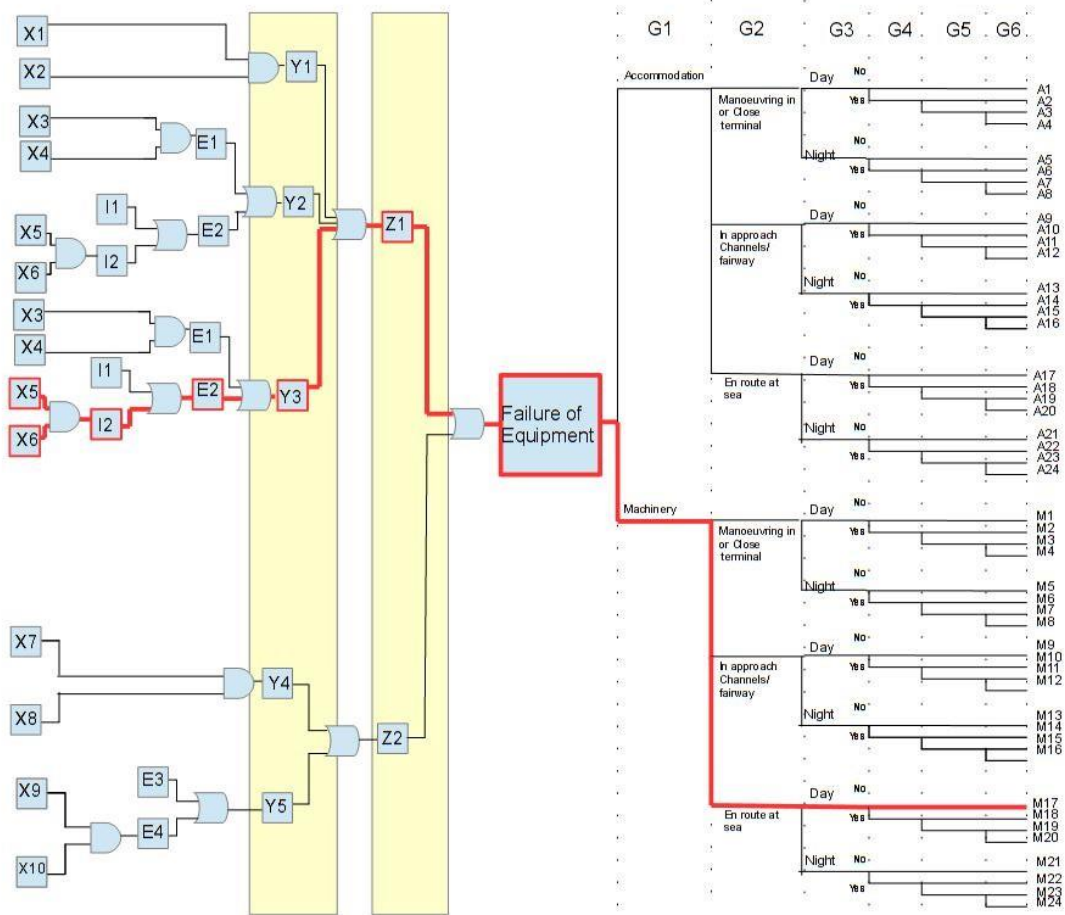 G1 G2 G3 G4 G5 G6
X1
X2
Y1
X3
X4
E1
I1
Y2
X5
E2
Z1
X6
I2
X3
X4
E1
I1
X5
E2
Y3
X6
I2
Failure of
Equipment
X7
Y4
X8
Z2
E3
X9
Y5
E4
X10
Accommodation
Manoeuvring in
or Close
terminal
Day
No
Yes
A1
A2
A3
A4
Night
No
Yes
A5
A6
A7
A8
In approach
Channels/
fairway
Day
No
Yes
A9
A10
A11
A12
Night
No
Yes
A13
A14
A15
A16
En route at
sea
Day
No
Yes
A17
A18
A19
A20
Night
No
Yes
A21
A22
A23
A24
Machinery
Manoeuvring in
or Close
terminal
Day
No
Yes
M1
M2
M3
M4
Night
No
Yes
M5
M6
M7
M8
In approach
Channels/
fairway
Day
No
Yes
M9
M10
M11
M12
Night
No
Yes
M13
M14
M15
M16
En route at
sea
Day
No
Yes
M17
M18
M19
M20
Night
No
Yes
M21
M22
M23
M24